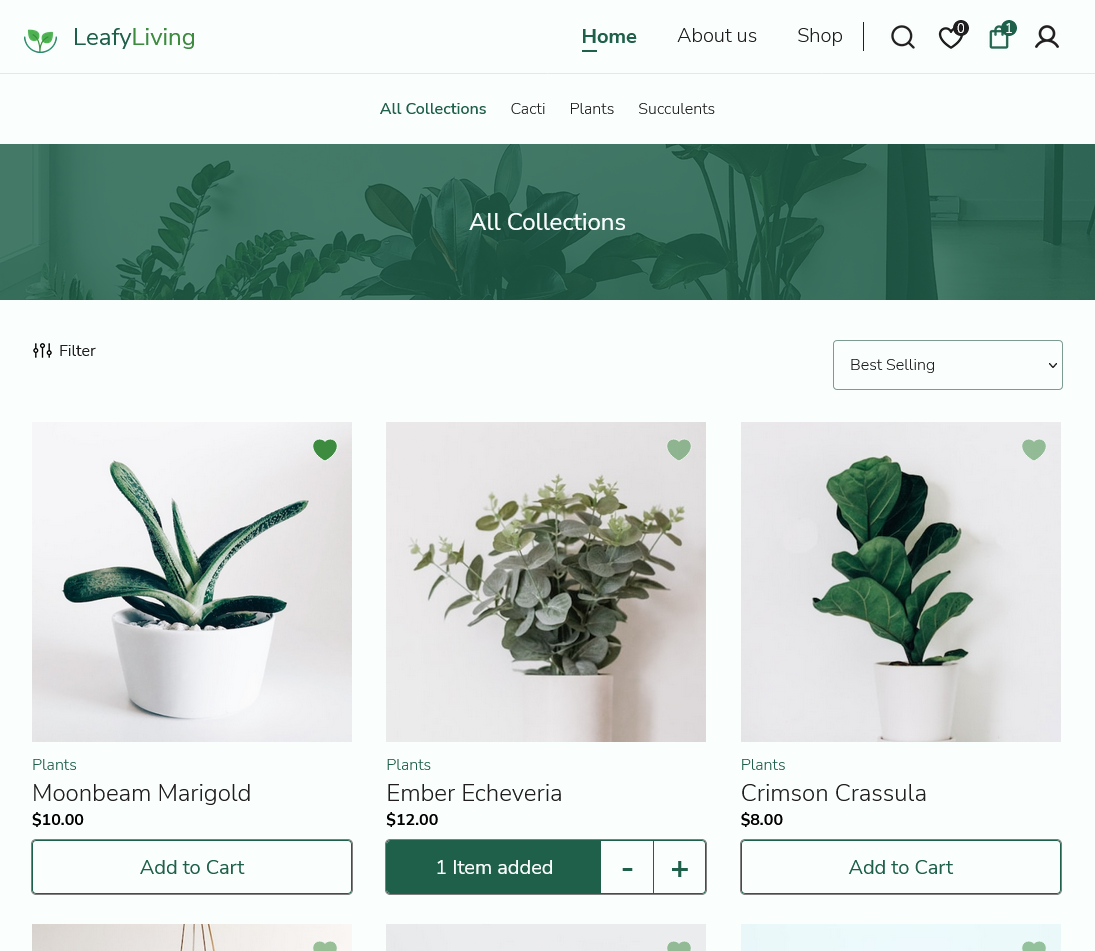 LeafyLiving
Home About us Shop 0 1
All Collections Cacti Plants Succulents
All Collections
Filter
Best Selling
Plants Plants Plants
Moonbeam Marigold Ember Echeveria Crimson Crassula
$10.00 $12.00 $8.00
Add to Cart 1 Item added - + Add to Cart